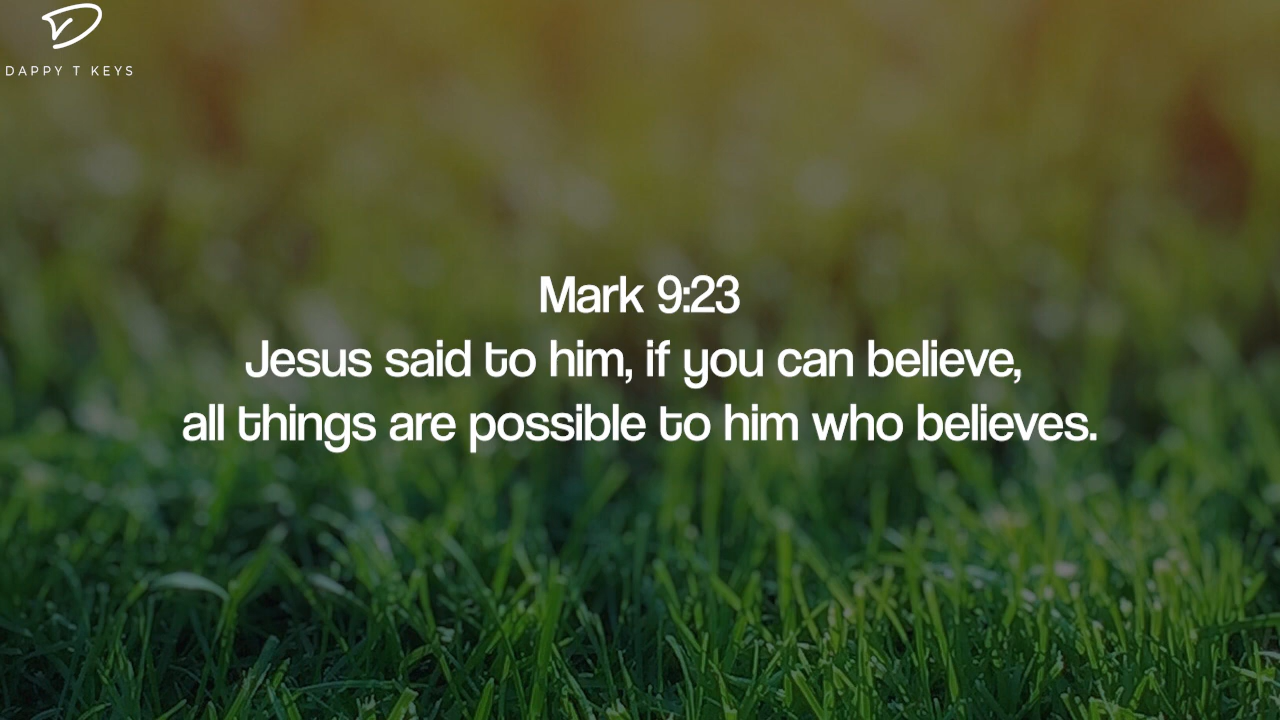 DAPPY T KEYS
Mark 9:23
Jesus said to him, if you can believe,
all things are possible to him who believes.